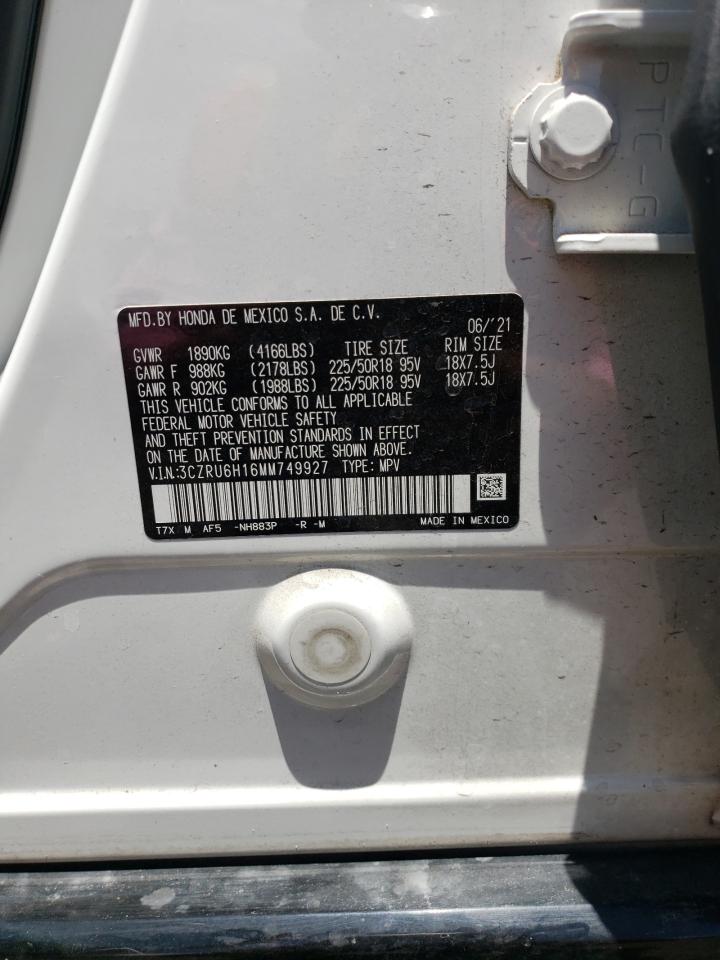 PTC-G
MFD.BY HONDA DE MEXICO S.A. DE C.V.
06/'21
GVWR 1890KG (4166LBS) TIRE SIZE RIM SIZE
GAWR F 988KG (2178LBS) 225/50R18 95V 18X7.5J
GAWR R 902KG (1988LBS) 225/50R18 95V 18X7.5J
THIS VEHICLE CONFORMS TO ALL APPLICABLE
FEDERAL MOTOR VEHICLE SAFETY
AND THEFT PREVENTION STANDARDS IN EFFECT
ON THE DATE OF MANUFACTURE SHOWN ABOVE.
V.I.N.:3CZRU6H16MM749927 TYPE: MPV
T7X M AF5 -NH883P -R -M MADE IN MEXICO